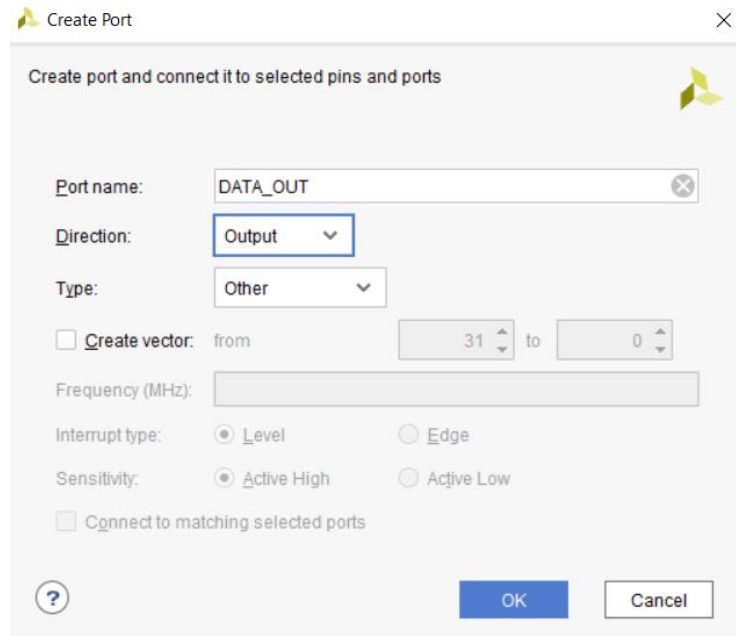 Create Port
Create port and connect it to selected pins and ports
Port name: DATA_OUT
Direction: Output
Type: Other
Create vector: from 31 to 0
Frequency (MHz):
Interrupt type: Level Edge
Sensitivity: Active High Active Low
Connect to matching selected ports
? OK Cancel